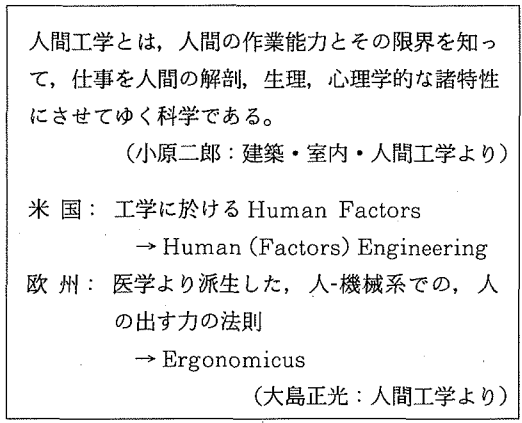 人間工学とは，人間の作業能力とその限界を知っ
て，仕事を人間の解剖，生理，心理学的な諸特性
にさせてゆく科学である。
（小原二郎：建築・室内・人間工学より）
米国： 工学に於ける Human Factors
→ Human (Factors) Engineering
欧州： 医学より派生した，人-機械系での，人
の出す力の法則
→ Ergonomicus
（大島正光：人間工学より）